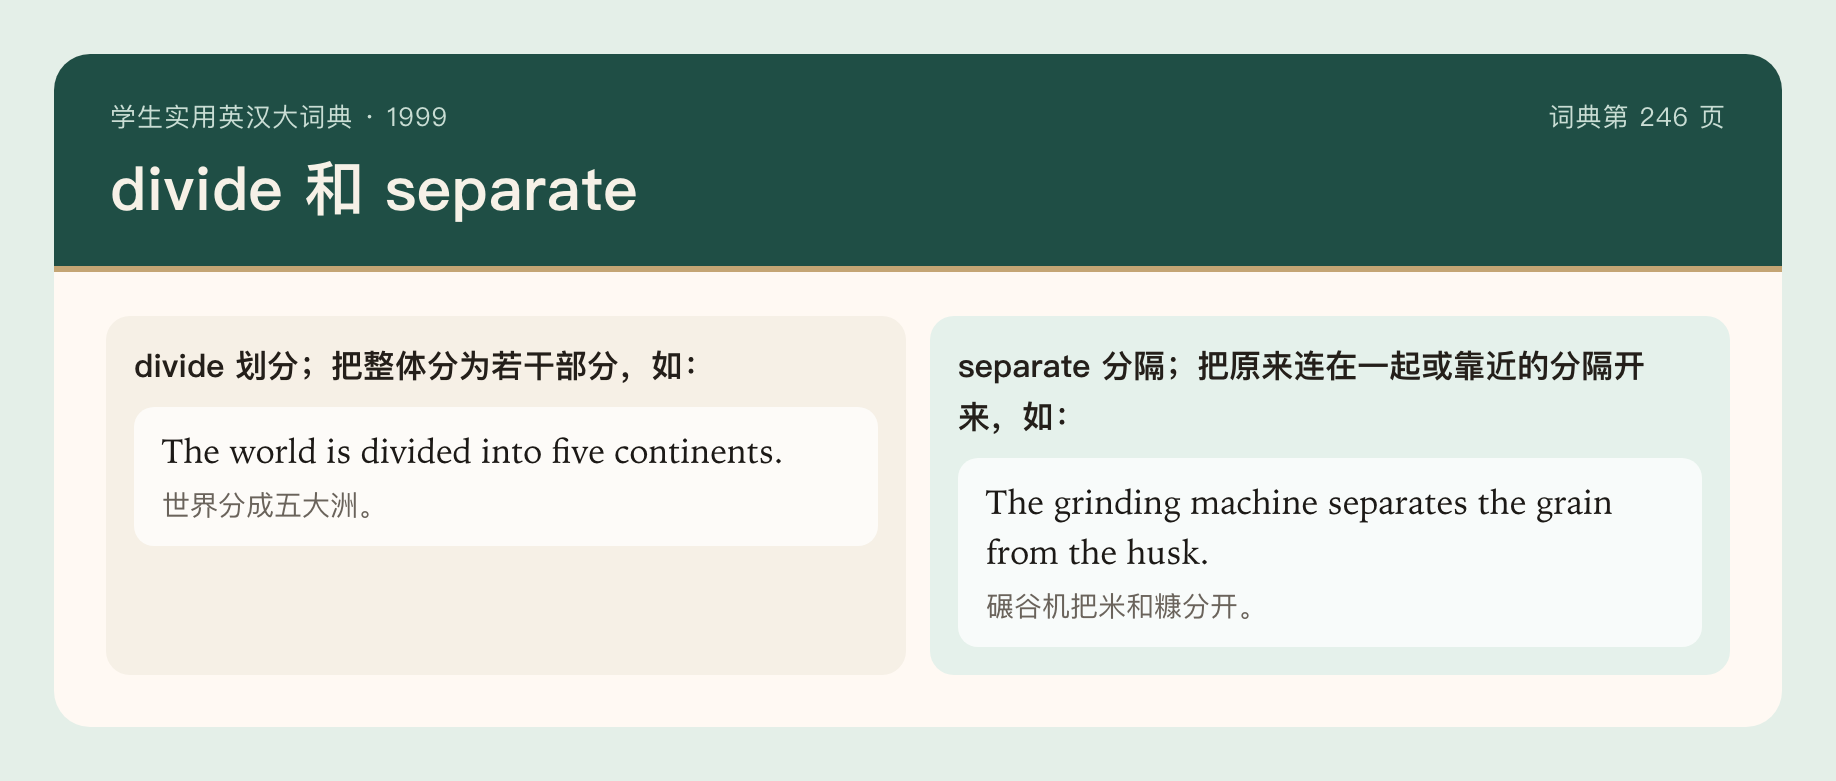 学生实用英汉大词典 · 1999
词典第 246 页
divide 和 separate
divide 划分；把整体分为若干部分，如：
The world is divided into five continents.
世界分成五大洲。
separate 分隔；把原来连在一起或靠近的分隔开
来，如：
The grinding machine separates the grain
from the husk.
碾谷机把米和糠分开。